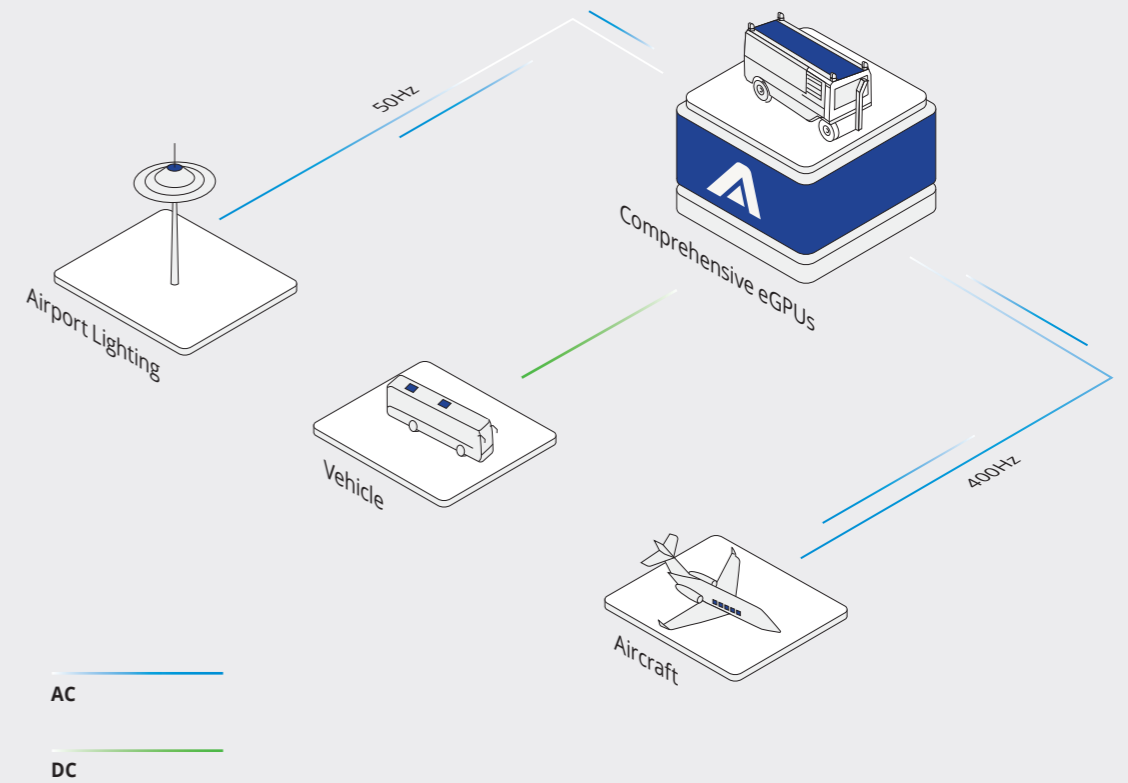 50Hz
Comprehensive eGPUs
Airport Lighting
Vehicle
400Hz
Aircraft
AC
DC